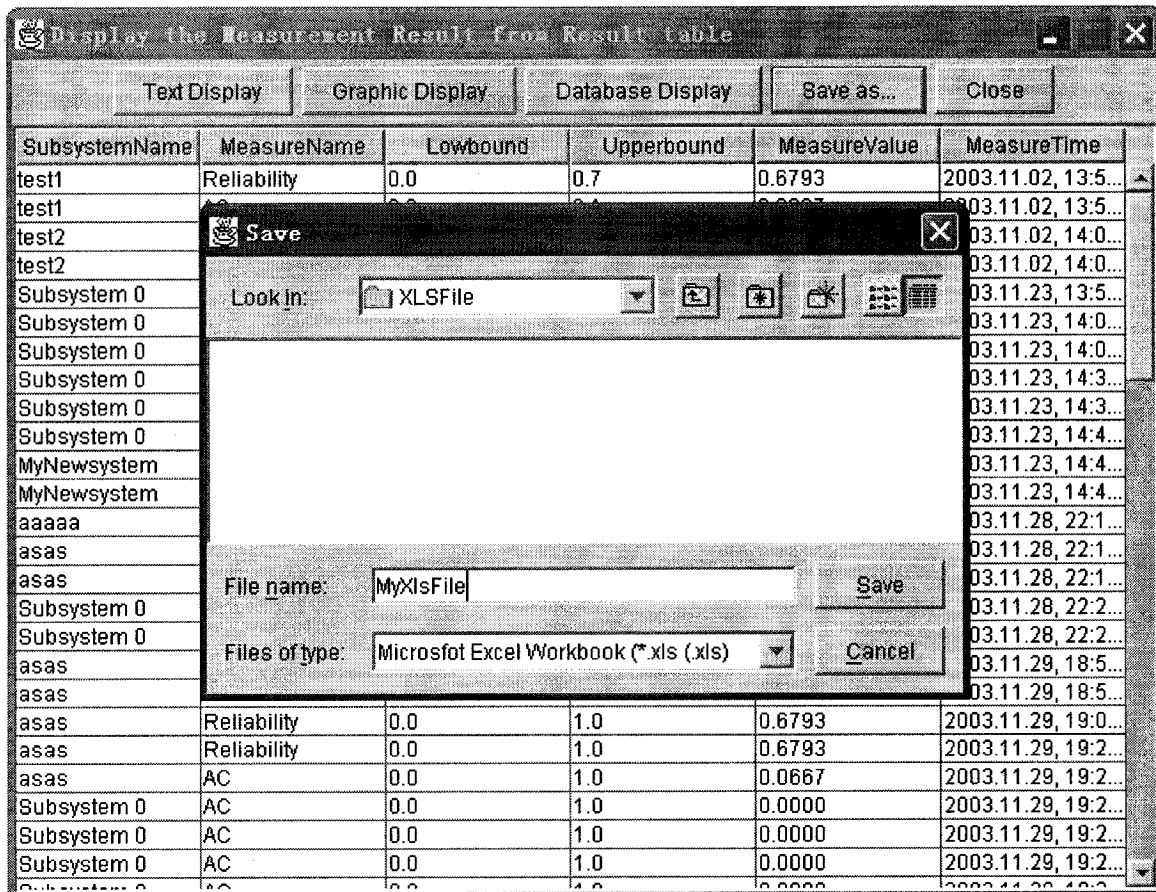 Display the Measurement Result from Result table
Text Display Graphic Display Database Display Save as... Close
SubsystemName MeasureName Lowbound Upperbound MeasureValue MeasureTime
test1 Reliability 0.0 0.7 0.6793 2003.11.02, 13:5...
test1 03.11.02, 13:5...
test2 03.11.02, 14:0...
test2 03.11.02, 14:0...
Subsystem 0 03.11.23, 13:5...
Subsystem 0 03.11.23, 14:0...
Subsystem 0 03.11.23, 14:0...
Subsystem 0 03.11.23, 14:3...
Subsystem 0 03.11.23, 14:3...
Subsystem 0 03.11.23, 14:4...
MyNewsystem 03.11.23, 14:4...
MyNewsystem 03.11.23, 14:4...
aaaaa 03.11.28, 22:1...
asas 03.11.28, 22:1...
asas 03.11.28, 22:1...
Subsystem 0 03.11.28, 22:2...
Subsystem 0 03.11.28, 22:2...
asas 03.11.29, 18:5...
asas 03.11.29, 18:5...
asas Reliability 0.0 1.0 0.6793 2003.11.29, 19:0...
asas Reliability 0.0 1.0 0.6793 2003.11.29, 19:2...
asas AC 0.0 1.0 0.0667 2003.11.29, 19:2...
Subsystem 0 AC 0.0 1.0 0.0000 2003.11.29, 19:2...
Subsystem 0 AC 0.0 1.0 0.0000 2003.11.29, 19:2...
Subsystem 0 AC 0.0 1.0 0.0000 2003.11.29, 19:2...
Save
Look in: XLSFile
File name: MyXlsFile Save
Files of type: Microsfot Excel Workbook (*.xls (.xls) Cancel